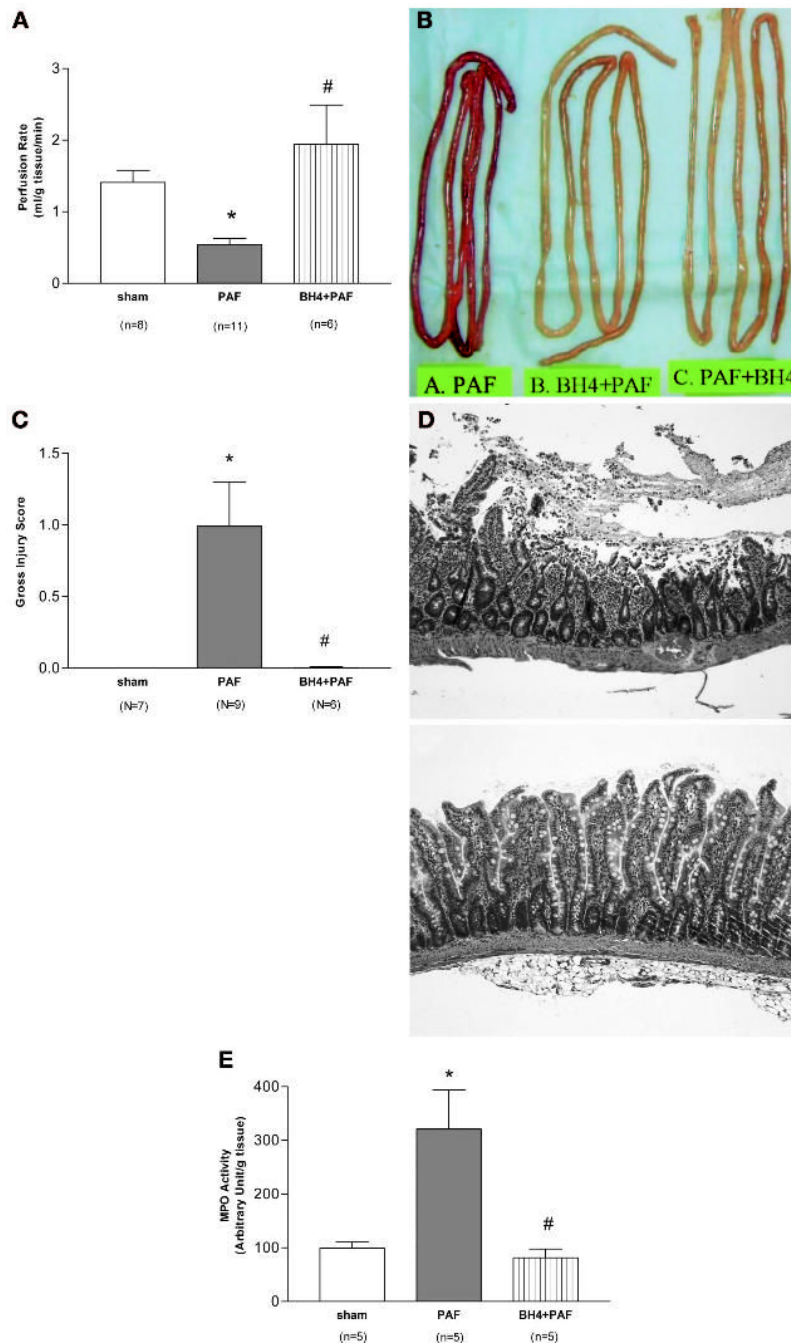 A
Perfusion Rate
(ml/g tissue/min)
3
2
1
0
*
#
sham
PAF
BH4+PAF
(n=8)
(n=11)
(n=6)
B
A. PAF
B. BH4+PAF
C. PAF+BH4
C
Gross Injury Score
1.5
1.0
0.5
0.0
*
#
sham
PAF
BH4+PAF
(N=7)
(N=9)
(N=6)
D
E
MPO Activity
(Arbitrary Unit/g tissue)
400
300
200
100
0
*
#
sham
PAF
BH4+PAF
(n=5)
(n=5)
(n=5)